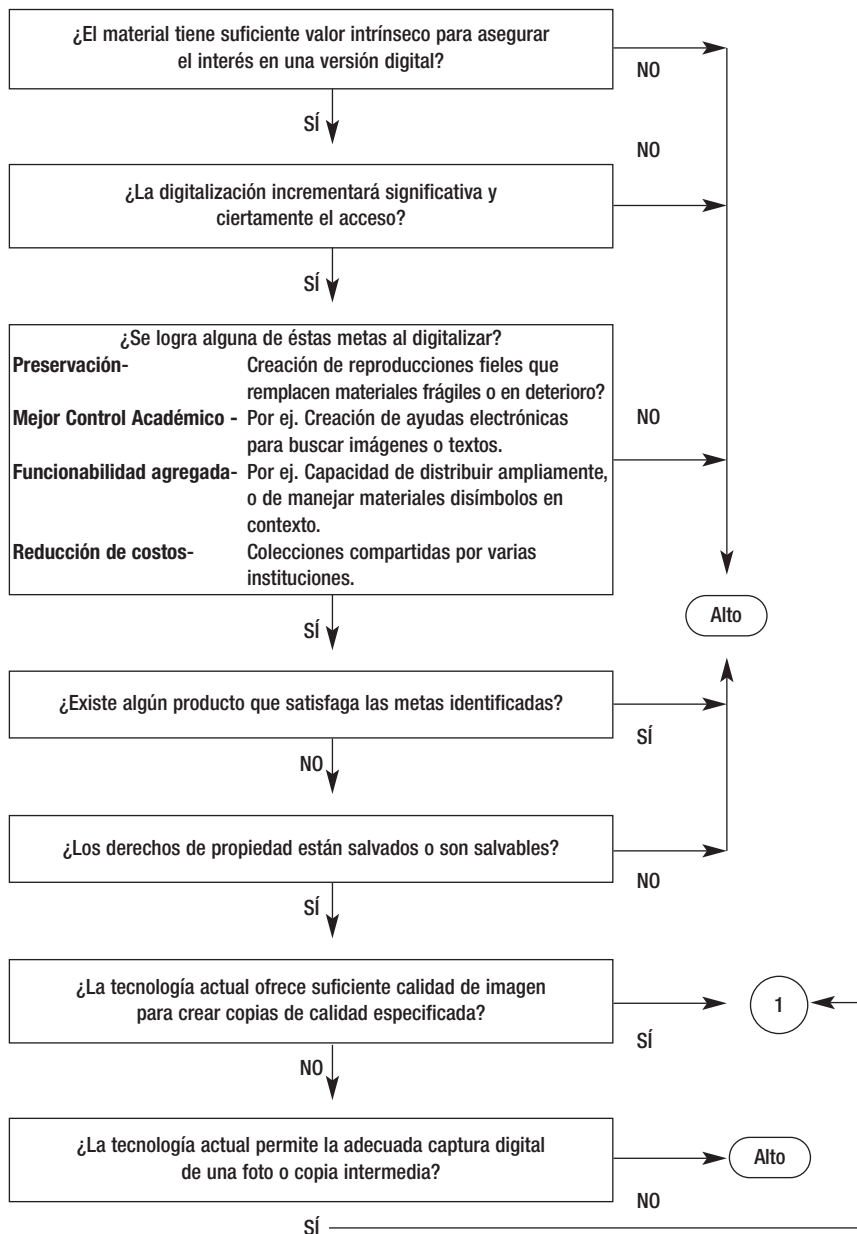 ¿El material tiene suficiente valor intrínseco para asegurar
el interés en una versión digital?
NO
SÍ
NO
¿La digitalización incrementará significativa y
ciertamente el acceso?
SÍ
¿Se logra alguna de éstas metas al digitalizar?
Preservación- Creación de reproducciones fieles que
remplacen materiales frágiles o en deterioro?
Mejor Control Académico - Por ej. Creación de ayudas electrónicas
para buscar imágenes o textos.
NO
Funcionabilidad agregada- Por ej. Capacidad de distribuir ampliamente,
o de manejar materiales disímbolos en
contexto.
Reducción de costos- Colecciones compartidas por varias
instituciones.
Alto
SÍ
¿Existe algún producto que satisfaga las metas identificadas?
SÍ
NO
¿Los derechos de propiedad están salvados o son salvables?
NO
SÍ
¿La tecnología actual ofrece suficiente calidad de imagen
para crear copias de calidad especificada?
1
SÍ
NO
¿La tecnología actual permite la adecuada captura digital
de una foto o copia intermedia?
Alto
NO
SÍ